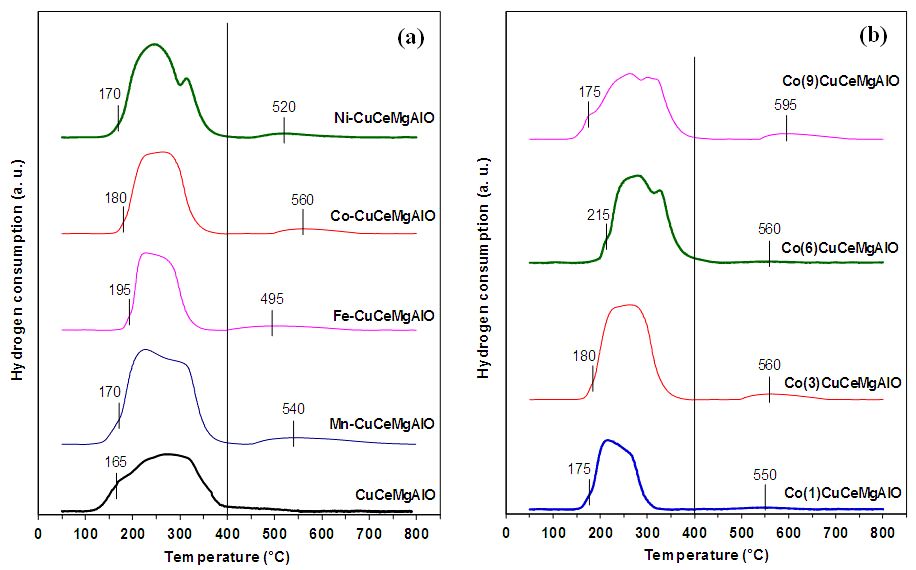 (a)
170
520
Ni-CuCeMgAlO
180
560
Co-CuCeMgAlO
195
495
Fe-CuCeMgAlO
170
540
Mn-CuCeMgAlO
165
CuCeMgAlO
Hydrogen consumption (a. u.)
0 100 200 300 400 500 600 700 800
Temperature (°C)
(b)
Co(9)CuCeMgAlO
175
595
215
560
Co(6)CuCeMgAlO
180
560
Co(3)CuCeMgAlO
175
550
Co(1)CuCeMgAlO
Hydrogen consumption (a. u.)
0 100 200 300 400 500 600 700 800
Temperature (°C)